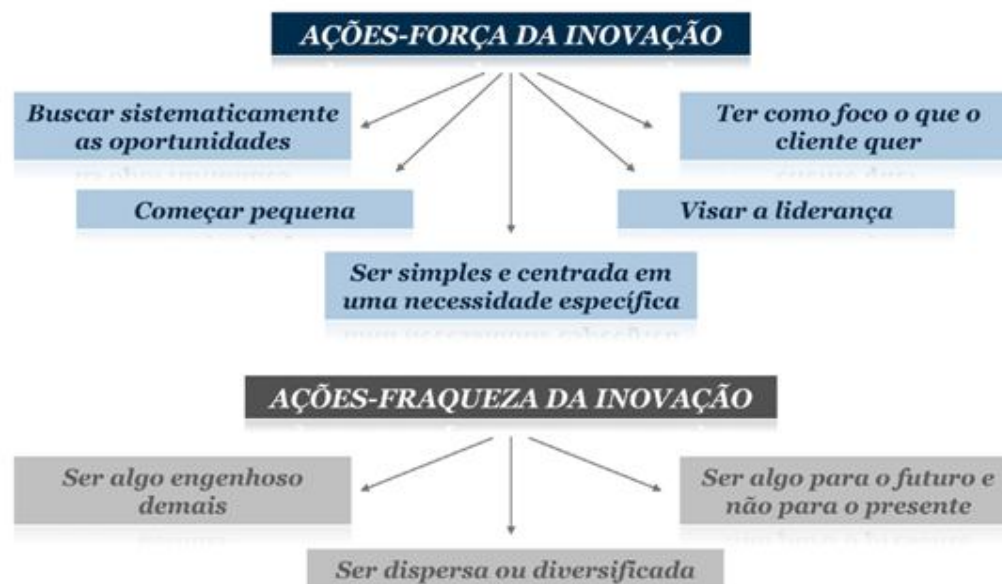 AÇÕES-FORÇA DA INOVAÇÃO
Buscar sistematicamente
as oportunidades
Ter como foco o que o
cliente quer
Começar pequena
Visar a liderança
Ser simples e centrada em
uma necessidade específica
AÇÕES-FRAQUEZA DA INOVAÇÃO
Ser algo engenhoso
demais
Ser algo para o futuro e
não para o presente
Ser dispersa ou diversificada